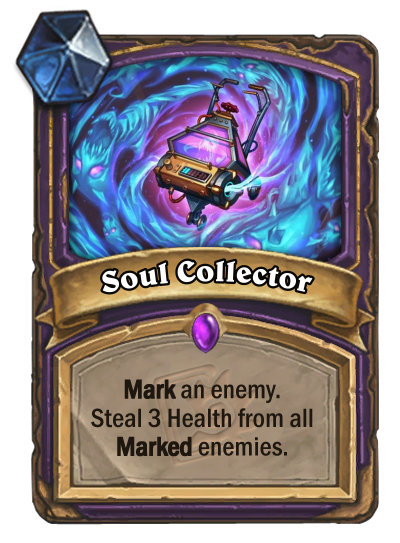 Soul Collector
Mark an enemy.
Steal 3 Health from all
Marked enemies.